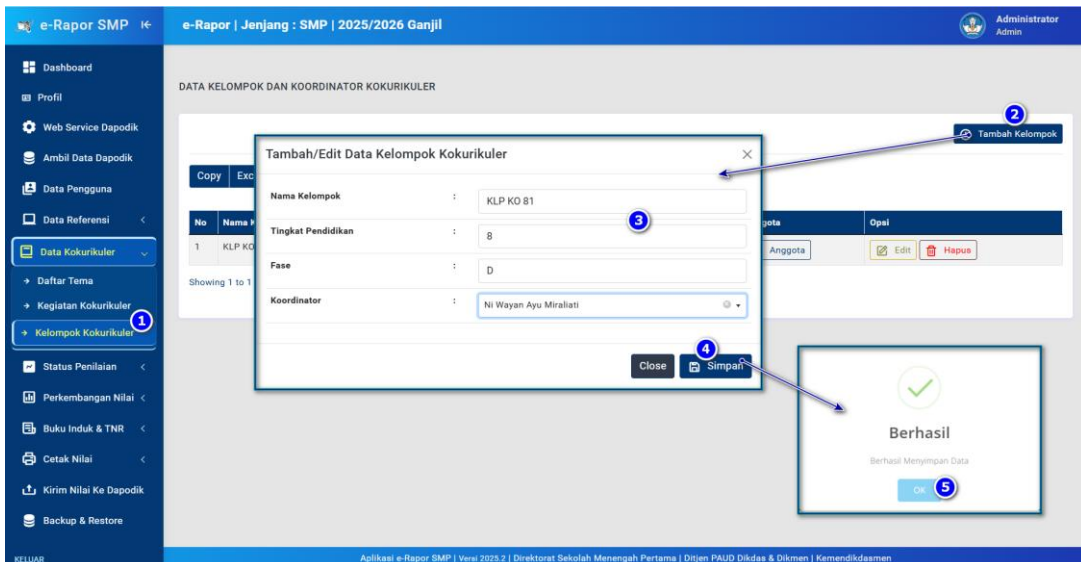 e-Rapor SMP
e-Rapor | Jenjang : SMP | 2025/2026 Ganjil
Administrator
Admin
Dashboard
Profil
Web Service Dapodik
Ambil Data Dapodik
Data Pengguna
Data Referensi
Data Kokurikuler
Daftar Tema
Kegiatan Kokurikuler
Kelompok Kokurikuler
1
Status Penilaian
Perkembangan Nilai
Buku Induk & TNR
Cetak Nilai
Kirim Nilai Ke Dapodik
Backup & Restore
KELUAR
DATA KELOMPOK DAN KOORDINATOR KOKURIKULER
2
Tambah Kelompok
Copy Exc
No Nama K gota Opsi
1 KLP KO Anggota Edit Hapus
Showing 1 to 1
Tambah/Edit Data Kelompok Kokurikuler
Nama Kelompok : KLP KO 81
3
Tingkat Pendidikan : 8
Fase : D
Koordinator : Ni Wayan Ayu Miraliati
4
Close Simpan
Berhasil
Berhasil Menyimpan Data
OK 5
Aplikasi e-Rapor SMP | Versi 2025.2 | Direktorat Sekolah Menengah Pertama | Ditjen PAUD Dikdas & Dikmen | Kemendikdasmen